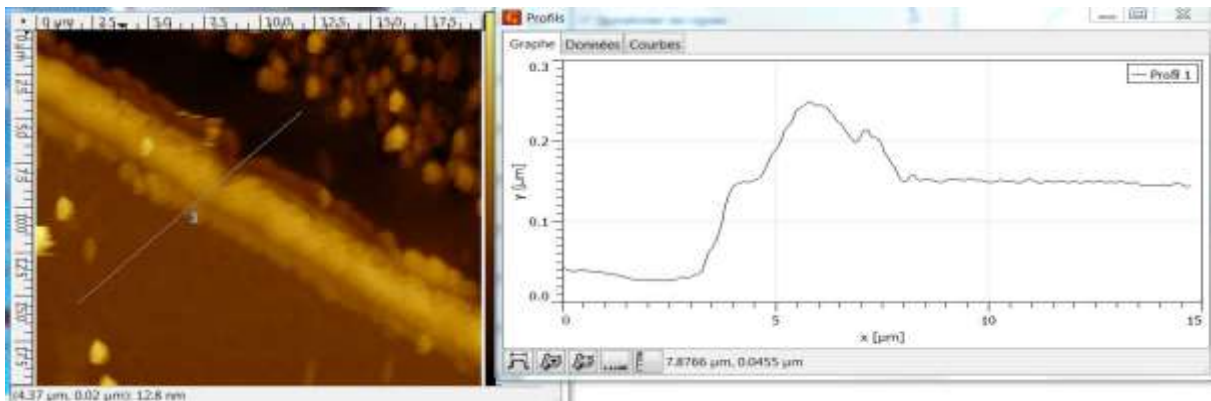 0 µm 2.5 5.0 7.5 10.0 12.5 15.0 17.5
(4.37 µm, 0.02 µm): 12.8 nm
Profils
Graphe Données Courbes
0.3
Profil 1
0.2
y [µm]
0.1
0.0
0 5 10 15
x [µm]
7.8766 µm, 0.0455 µm